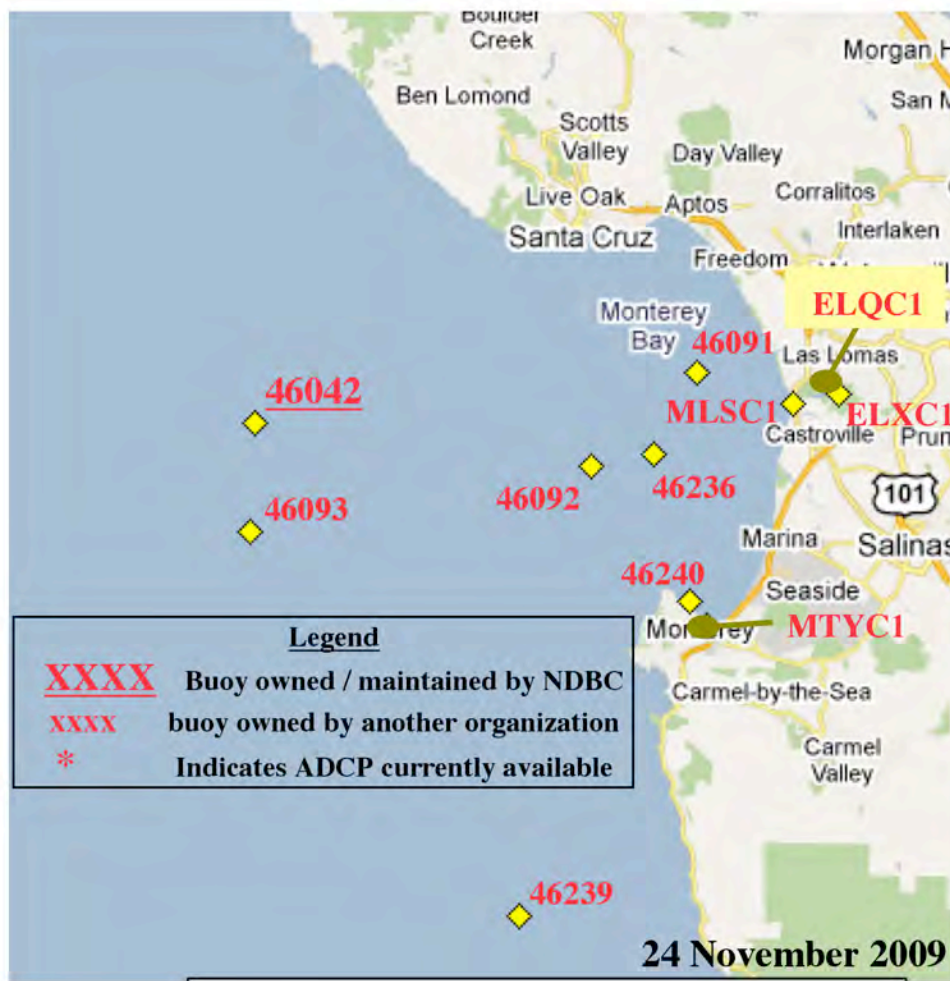 Boulder
Creek
Morgan H
Ben Lomond
San M
Scotts
Valley
Day Valley
Live Oak
Aptos
Corralitos
Santa Cruz
Interlaken
Freedom
ELQC1
Monterey
Bay
46091
Las Lomas
46042
MLSC1
ELXC1
Castroville
Prun
46092
46236
101
46093
Marina
Salinas
46240
Seaside
Monterey
MTYC1
Legend
XXXX Buoy owned / maintained by NDBC
xxxx buoy owned by another organization
* Indicates ADCP currently available
Carmel-by-the-Sea
Carmel
Valley
46239
24 November 2009